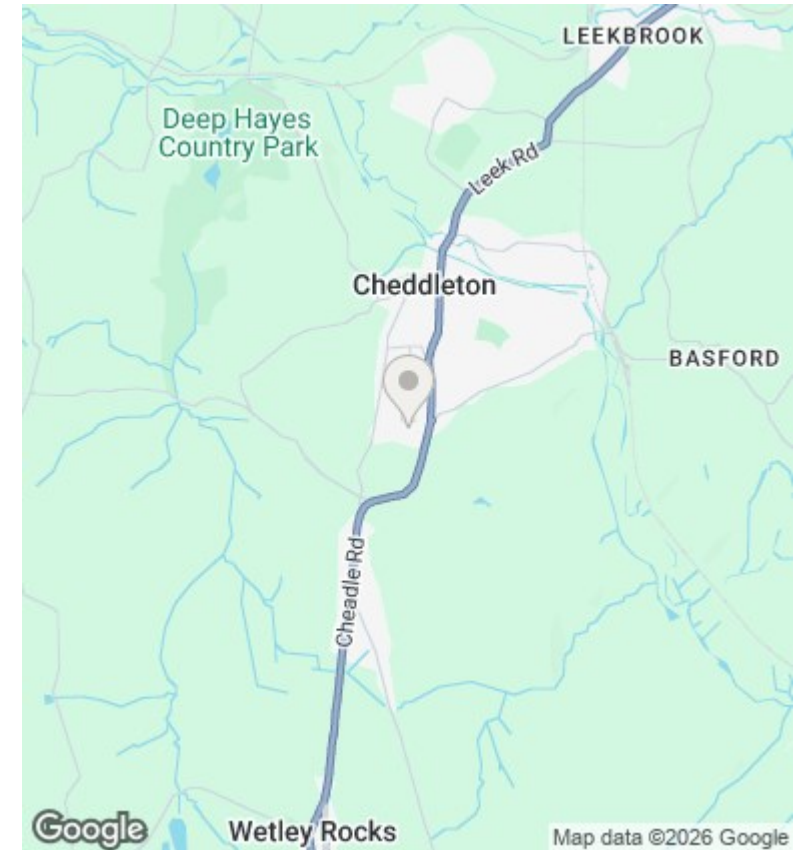 LEEKBROOK
Deep Hayes
Country Park
Leek Rd
Cheddleton
BASFORD
Cheadle Rd
Wetley Rocks
Google
Map data ©2026 Google